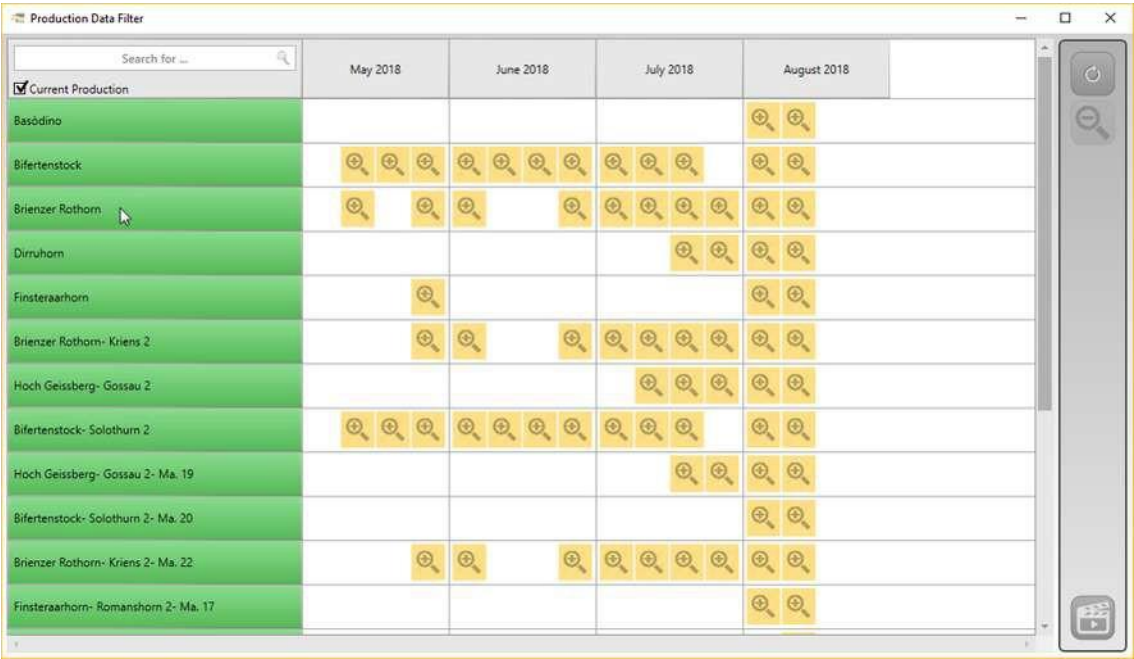 Production Data Filter
Search for ...
May 2018 June 2018 July 2018 August 2018
Current Production
Basòdino
Bifertenstock
Brienzer Rothorn
Dirruhorn
Finsteraarhorn
Brienzer Rothorn- Kriens 2
Hoch Geissberg- Gossau 2
Bifertenstock- Solothurn 2
Hoch Geissberg- Gossau 2- Ma. 19
Bifertenstock- Solothurn 2- Ma. 20
Brienzer Rothorn- Kriens 2- Ma. 22
Finsteraarhorn- Romanshorn 2- Ma. 17